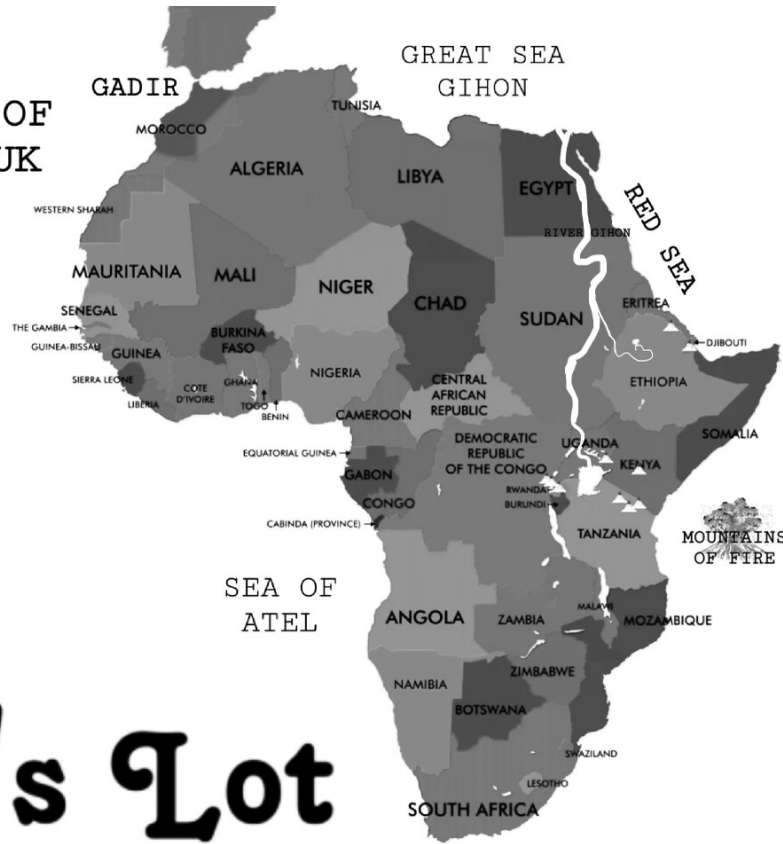 GREAT SEA
GIHON
GADIR
OF
UK
TUNISIA
MOROCCO
ALGERIA
LIBYA
EGYPT
RED SEA
WESTERN SHARAH
RIVER GIHON
MAURITANIA
MALI
NIGER
CHAD
SUDAN
ERITREA
SENEGAL
THE GAMBIA
DJIBOUTI
GUINEA-BISSAU
GUINEA
BURKINA
FASO
NIGERIA
ETHIOPIA
SIERRA LEONE
COTE
D'IVOIRE
GHANA
CENTRAL
AFRICAN
REPUBLIC
LIBERIA
TOGO
BENIN
CAMEROON
SOMALIA
DEMOCRATIC
REPUBLIC
OF THE CONGO
UGANDA
KENYA
EQUATORIAL GUINEA
GABON
RWANDA
BURUNDI
CONGO
CABINDA (PROVINCE)
TANZANIA
MOUNTAINS
OF FIRE
SEA OF
ATEL
ANGOLA
ZAMBIA
MALAWI
MOZAMBIQUE
NAMIBIA
ZIMBABWE
BOTSWANA
SWAZILAND
LESOTHO
SOUTH AFRICA
's Lot